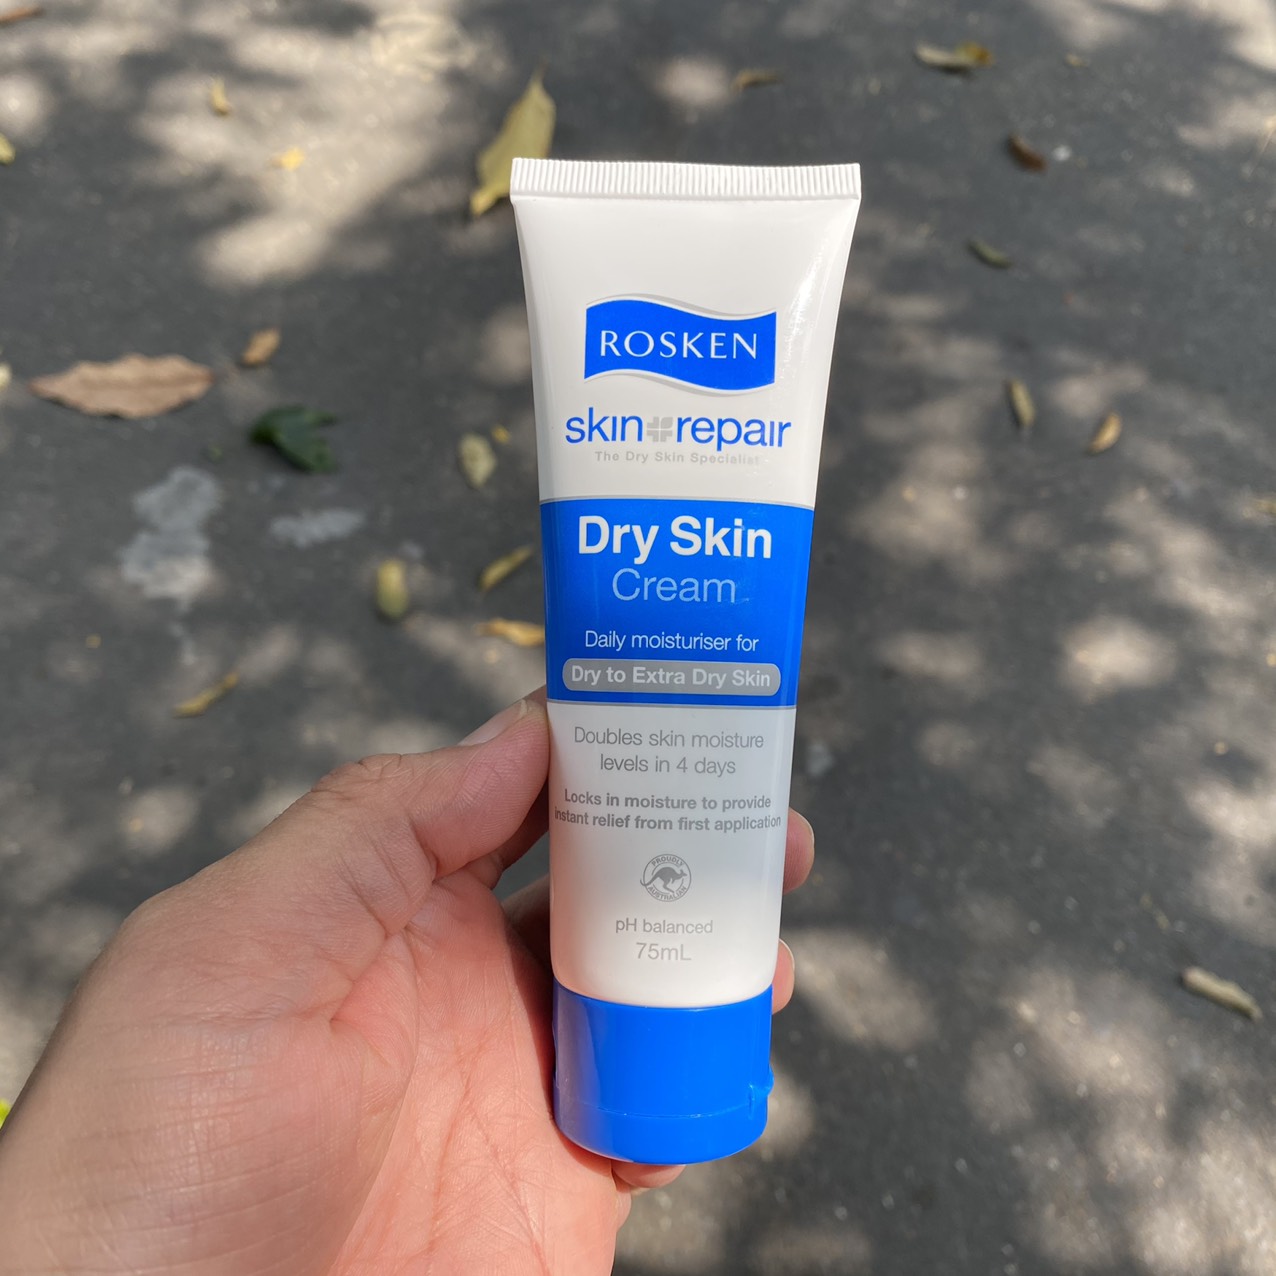 ROSKEN
skin repair
The Dry Skin Specialist
Dry Skin
Cream
Daily moisturiser for
Dry to Extra Dry Skin
Doubles skin moisture
levels in 4 days
Locks in moisture to provide
instant relief from first application
PROUDLY
AUSTRALIAN
pH balanced
75mL